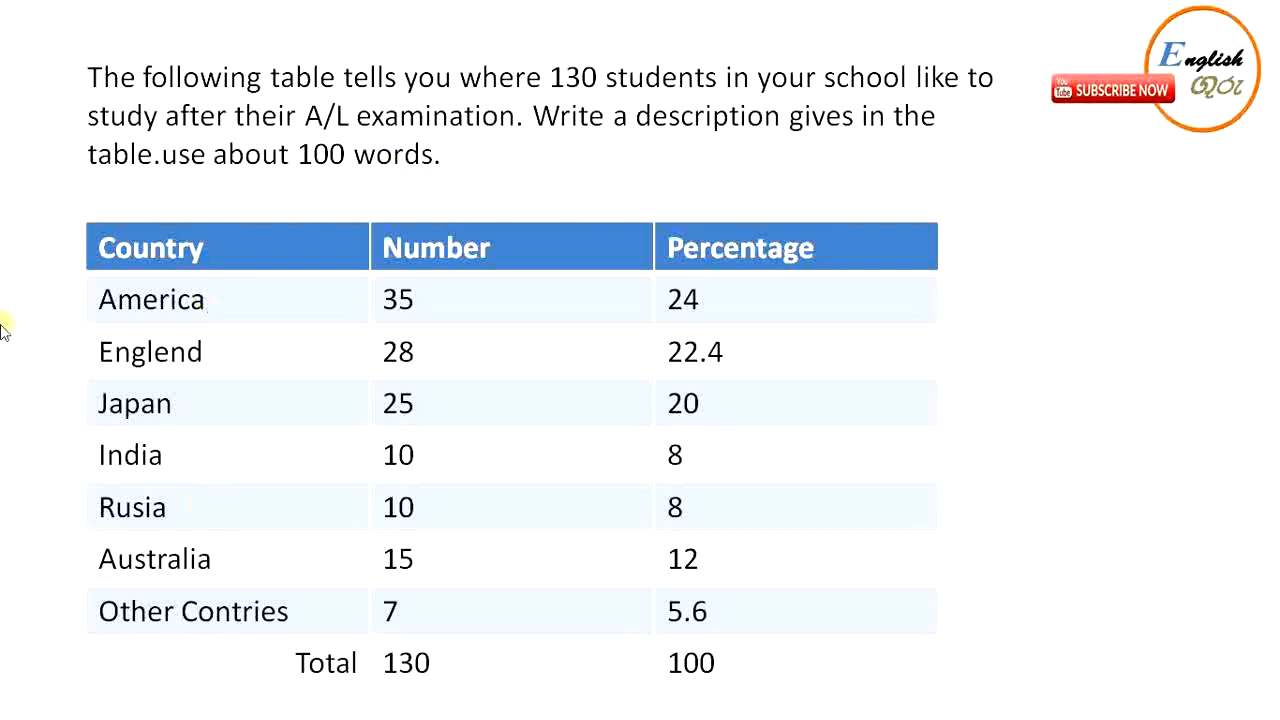 The following table tells you where 130 students in your school like to
study after their A/L examination. Write a description gives in the
table.use about 100 words.
English
You Tube SUBSCRIBE NOW
Country Number Percentage
America 35 24
Englend 28 22.4
Japan 25 20
India 10 8
Rusia 10 8
Australia 15 12
Other Contries 7 5.6
Total 130 100